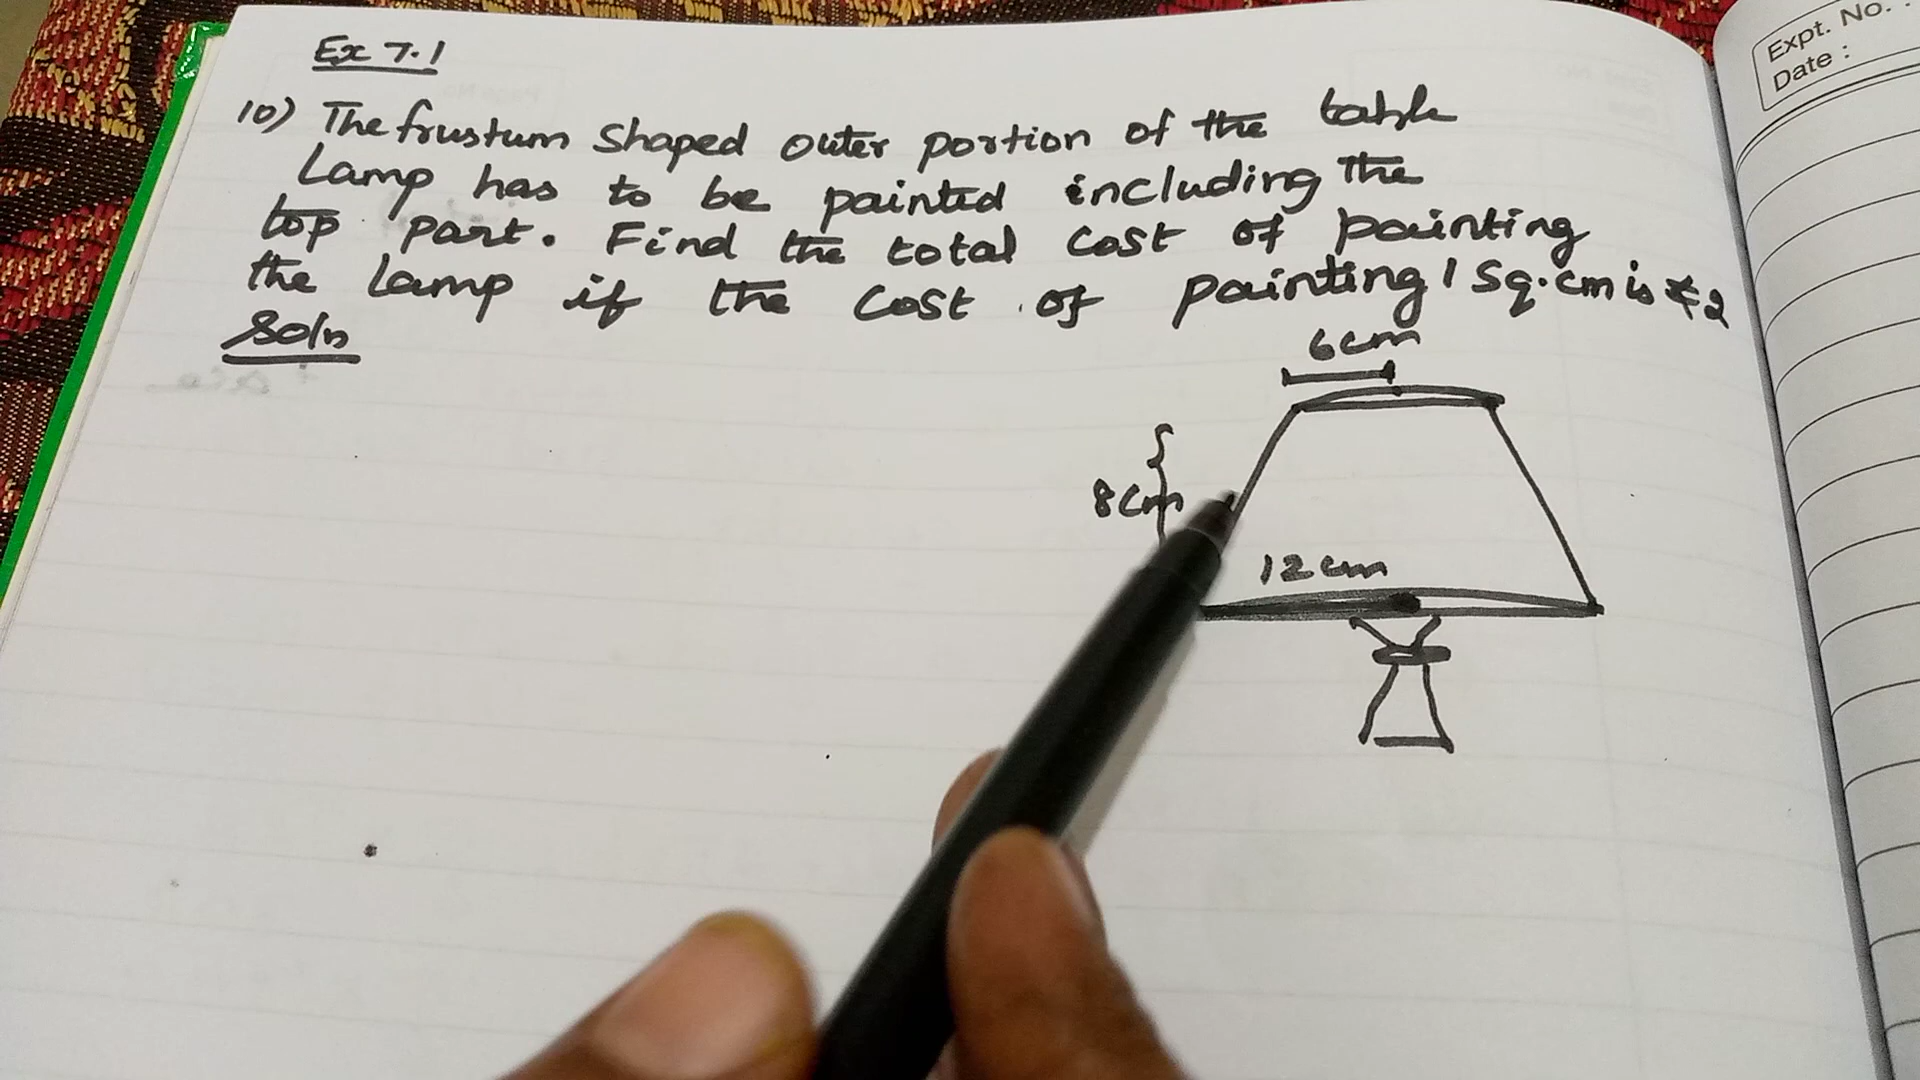 Expt. No. :
Date :
Ex 7.1
10) The frustum shaped outer portion of the table
Lamp has to be painted including the
top part. Find the total cost of painting
the lamp if the cost of painting 1 Sq.cm is ₹2
Soln
6cm
8cm
12cm